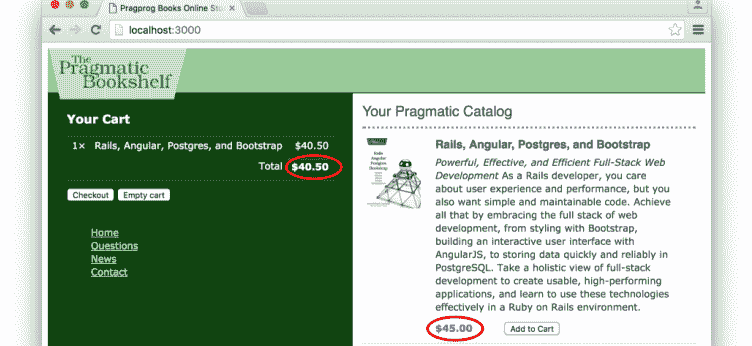 Pragprog Books Online Sto
localhost:3000
The
Pragmatic
Bookshelf
Your Cart
1× Rails, Angular, Postgres, and Bootstrap $40.50
Total $40.50
Checkout Empty cart
Home
Questions
News
Contact
Your Pragmatic Catalog
Rails, Angular, Postgres, and Bootstrap
Powerful, Effective, and Efficient Full-Stack Web
Development As a Rails developer, you care
about user experience and performance, but you
also want simple and maintainable code. Achieve
all that by embracing the full stack of web
development, from styling with Bootstrap,
building an interactive user interface with
AngularJS, to storing data quickly and reliably in
PostgreSQL. Take a holistic view of full-stack
development to create usable, high-performing
applications, and learn to use these technologies
effectively in a Ruby on Rails environment.
$45.00 Add to Cart
Rails
Angular
Postgres
Bootstrap